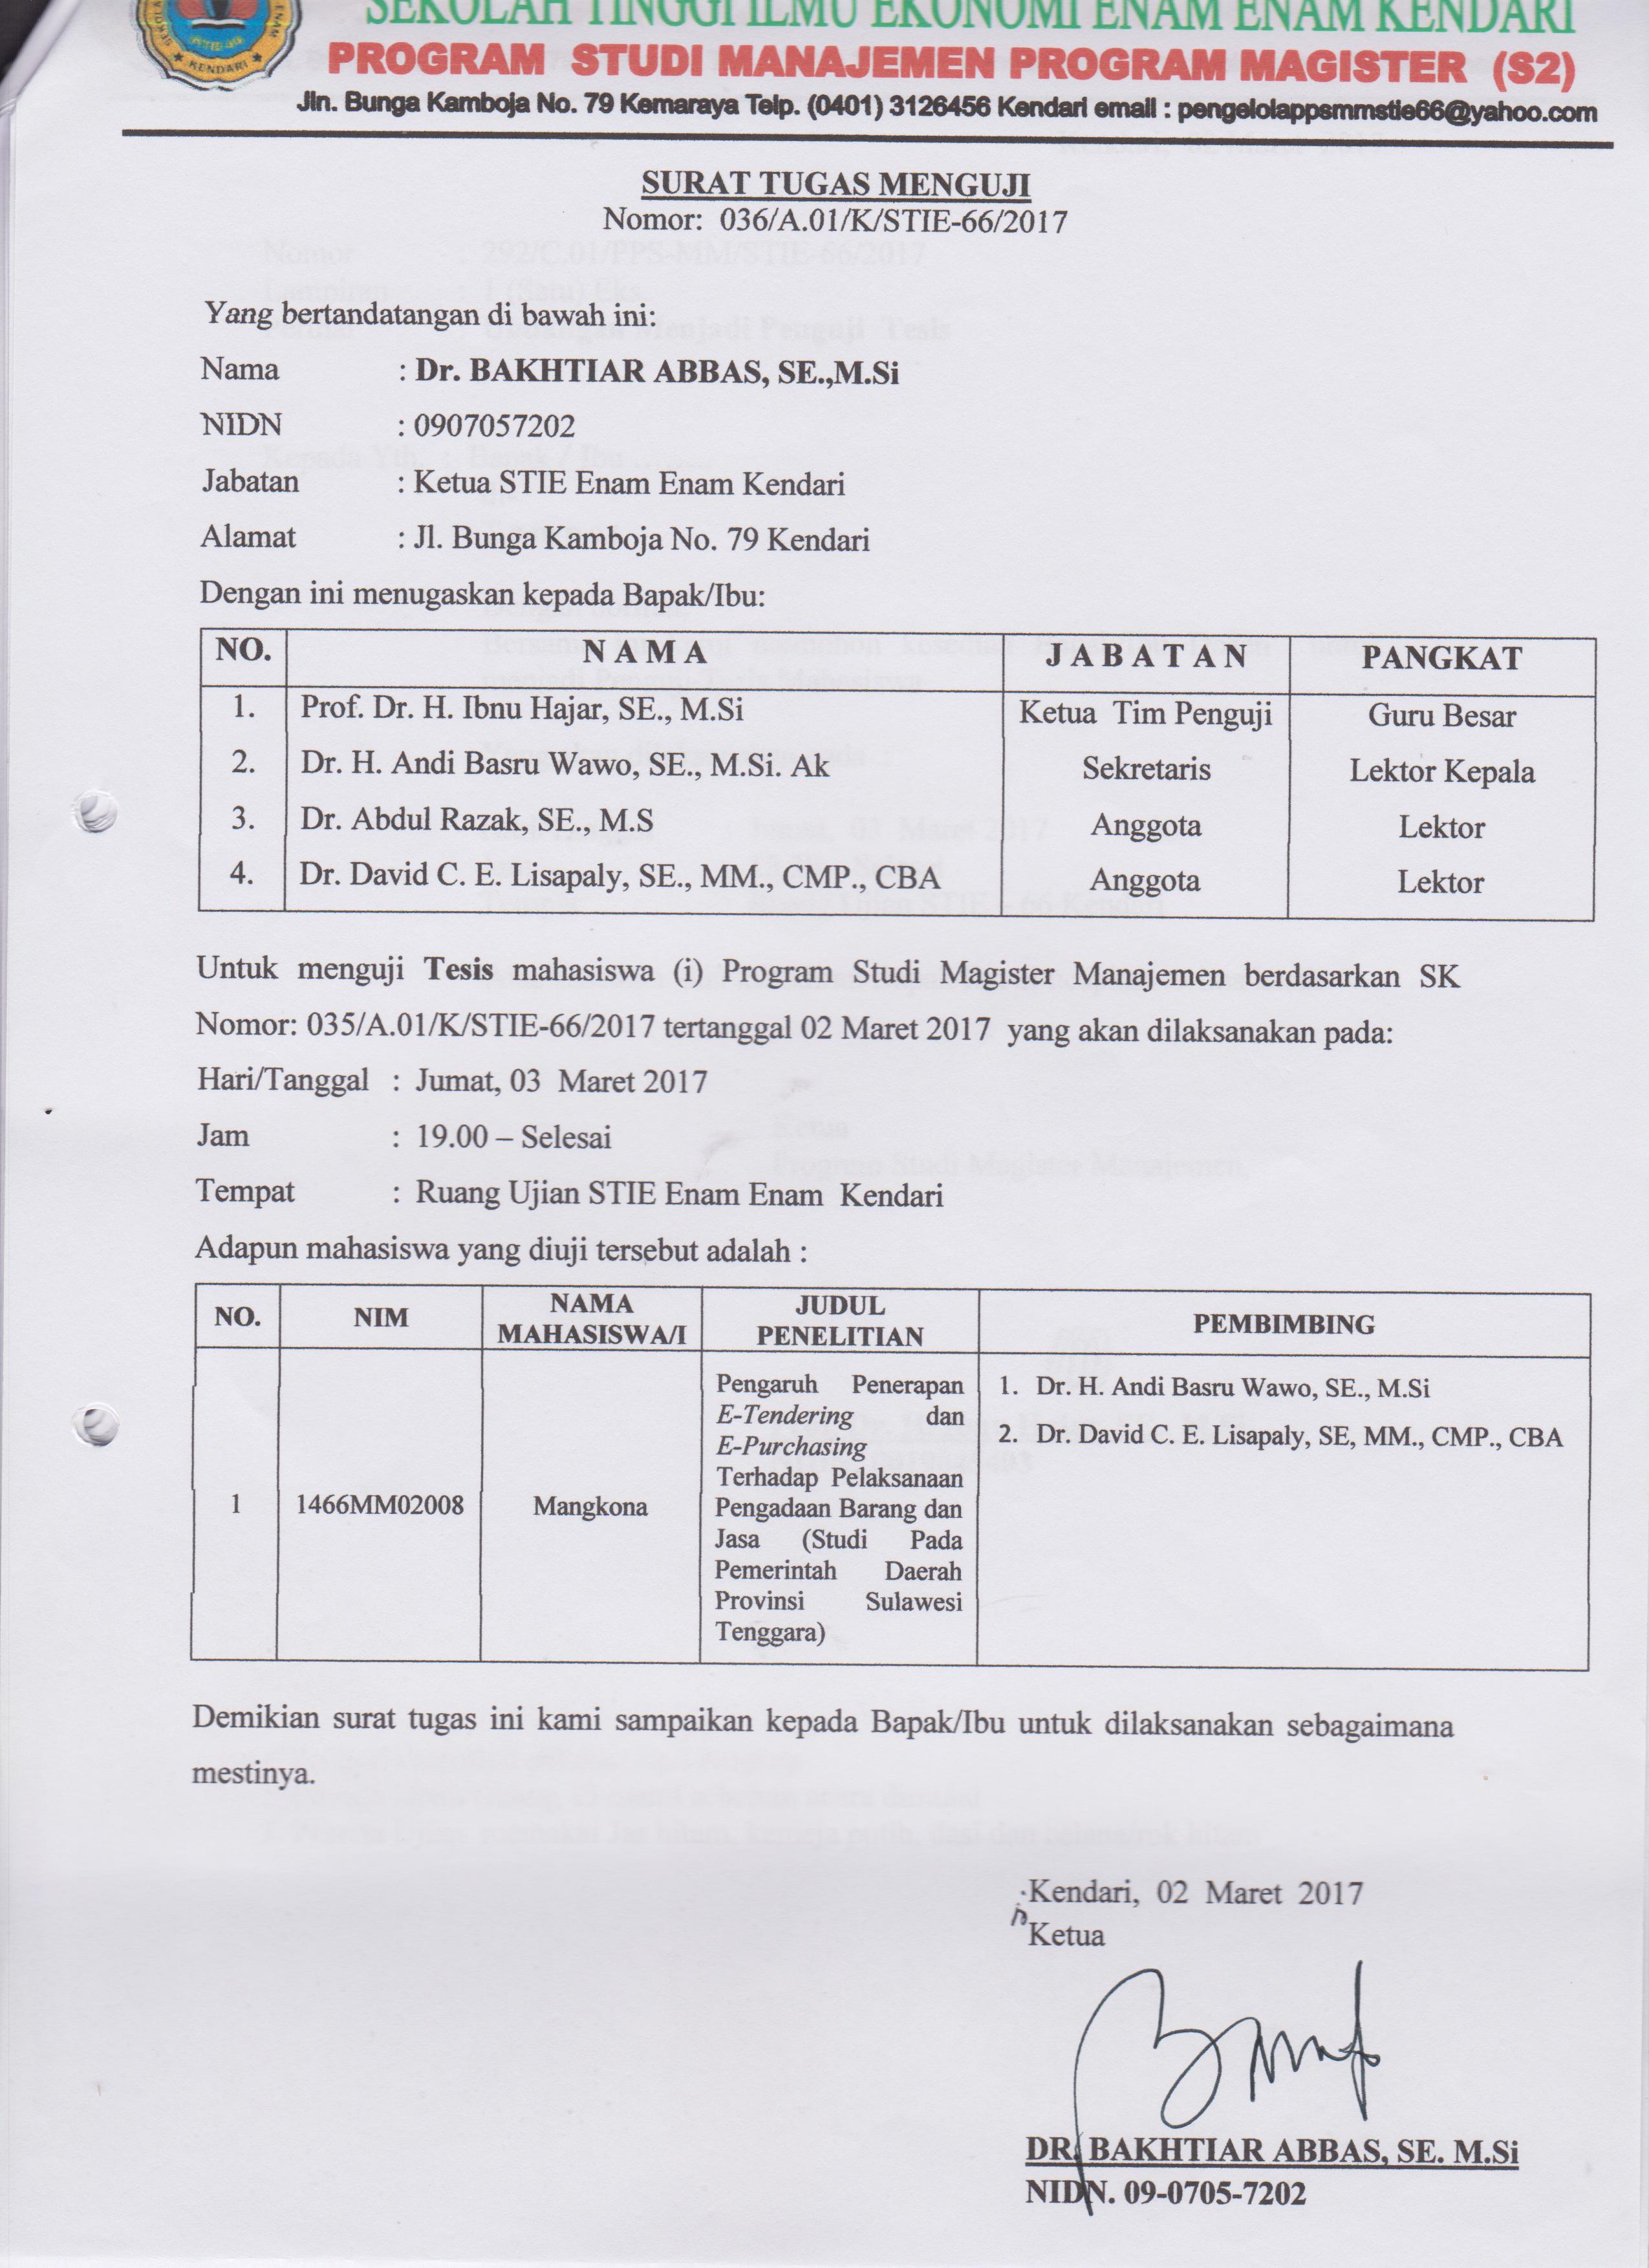 SEKOLAH TINGGI ILMU EKONOMI ENAM ENAM KENDARI
PROGRAM STUDI MANAJEMEN PROGRAM MAGISTER (S2)
KENDARI
Jln. Bunga Kamboja No. 79 Kemaraya Telp. (0401) 3126456 Kendari email : pengelolappsmmstie66@yahoo.com
SURAT TUGAS MENGUJI
Nomor: 036/A.01/K/STIE-66/2017
Yang bertandatangan di bawah ini:
Nama : Dr. BAKHTIAR ABBAS, SE.,M.Si
NIDN : 0907057202
Jabatan : Ketua STIE Enam Enam Kendari
Alamat : Jl. Bunga Kamboja No. 79 Kendari
Dengan ini menugaskan kepada Bapak/Ibu:
NO. N A M A J A B A T A N PANGKAT
1. Prof. Dr. H. Ibnu Hajar, SE., M.Si Ketua Tim Penguji Guru Besar
2. Dr. H. Andi Basru Wawo, SE., M.Si. Ak Sekretaris Lektor Kepala
3. Dr. Abdul Razak, SE., M.S Anggota Lektor
4. Dr. David C. E. Lisapaly, SE., MM., CMP., CBA Anggota Lektor
Untuk menguji Tesis mahasiswa (i) Program Studi Magister Manajemen berdasarkan SK
Nomor: 035/A.01/K/STIE-66/2017 tertanggal 02 Maret 2017 yang akan dilaksanakan pada:
Hari/Tanggal : Jumat, 03 Maret 2017
Jam : 19.00 – Selesai
Tempat : Ruang Ujian STIE Enam Enam Kendari
Adapun mahasiswa yang diuji tersebut adalah :
NO. NIM NAMA MAHASISWA/I JUDUL PENELITIAN PEMBIMBING
1 1466MM02008 Mangkona
Pengaruh Penerapan
E-Tendering dan
E-Purchasing
Terhadap Pelaksanaan
Pengadaan Barang dan
Jasa (Studi Pada
Pemerintah Daerah
Provinsi Sulawesi
Tenggara)
1. Dr. H. Andi Basru Wawo, SE., M.Si
2. Dr. David C. E. Lisapaly, SE, MM., CMP., CBA
Demikian surat tugas ini kami sampaikan kepada Bapak/Ibu untuk dilaksanakan sebagaimana
mestinya.
Kendari, 02 Maret 2017
Ketua
DR. BAKHTIAR ABBAS, SE. M.Si
NIDN. 09-0705-7202